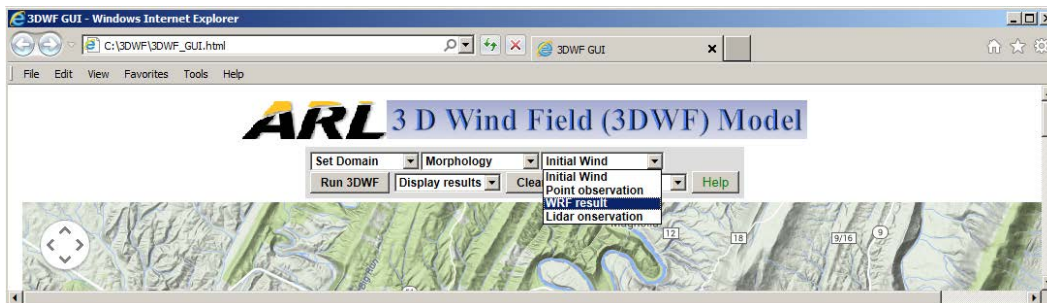 3DWF GUI - Windows Internet Explorer
C:\3DWF\3DWF_GUI.html
3DWF GUI
File Edit View Favorites Tools Help
ARL 3 D Wind Field (3DWF) Model
Set Domain Morphology Initial Wind
Initial Wind
Run 3DWF Display results Clea Help
Point observation
WRF result
Lidar onservation
12 18 9/16 9